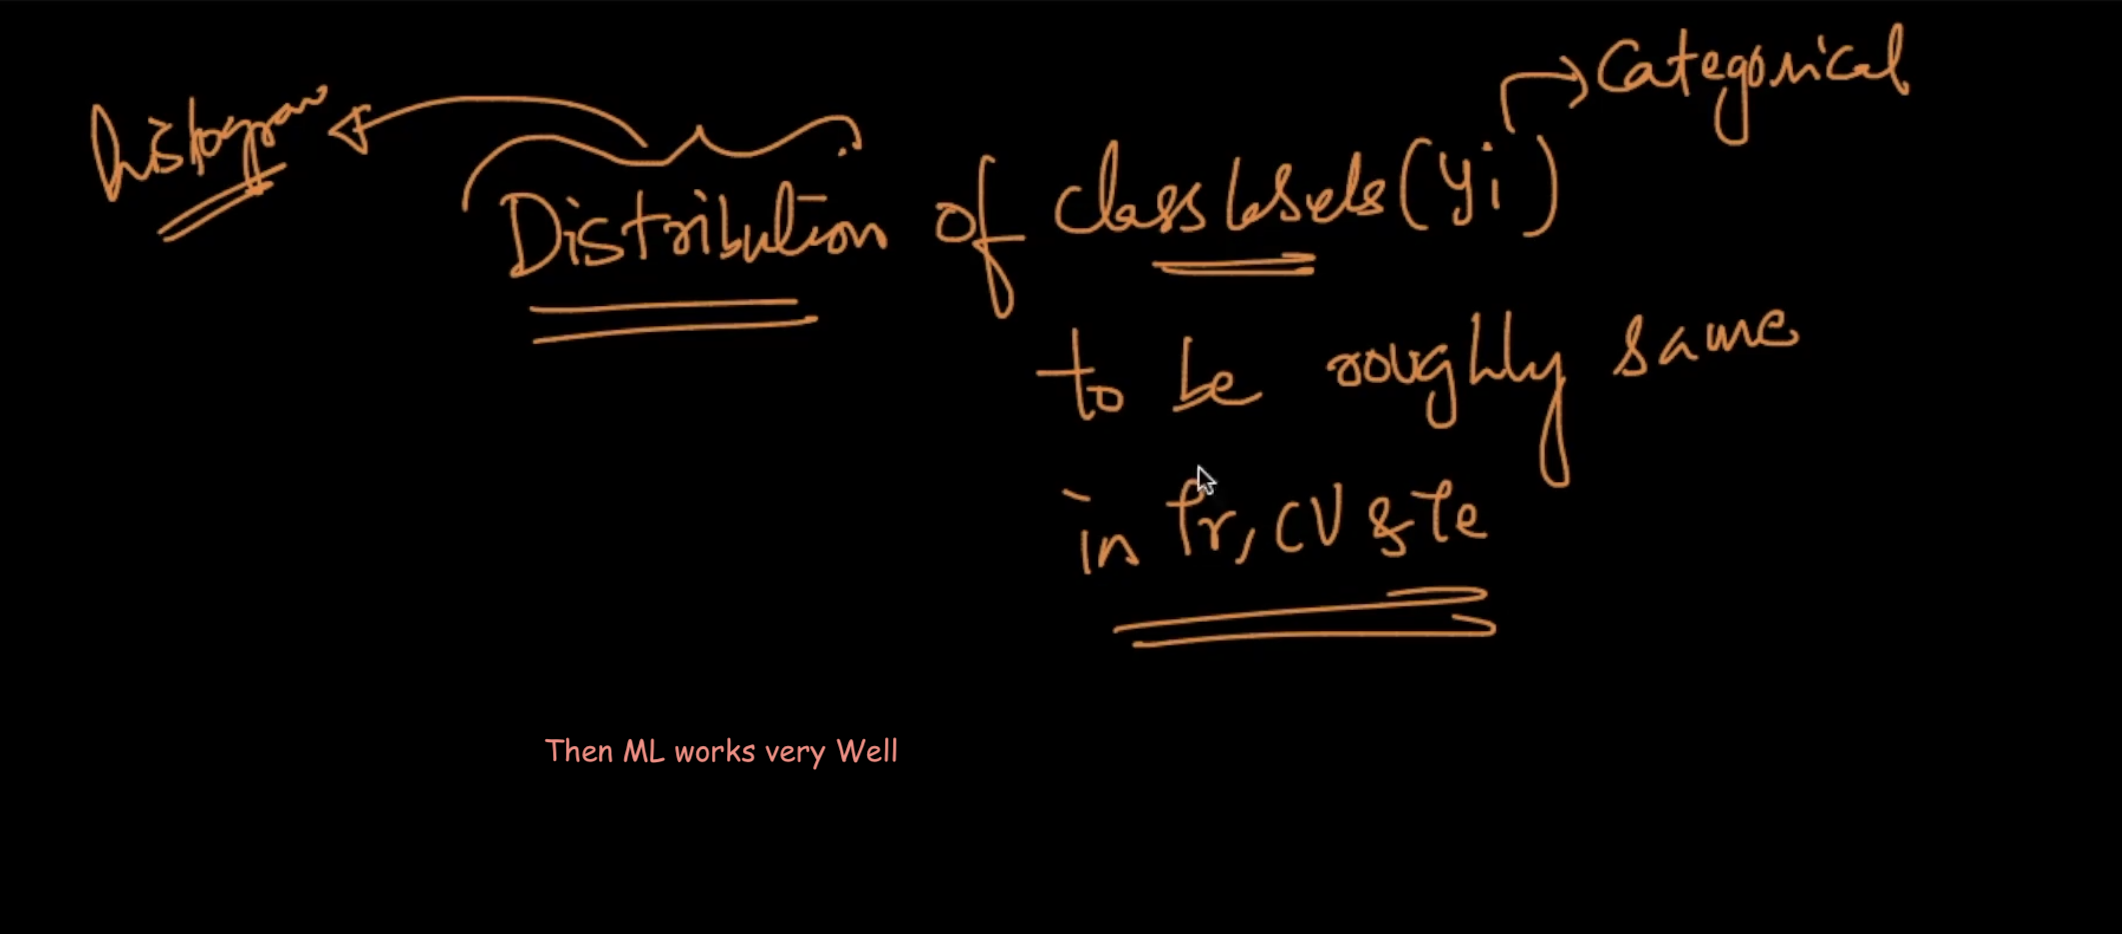 Categorical
histogram
Distribution of class labels (yi)
to be roughly same
in Tr, CV & Te
Then ML works very Well